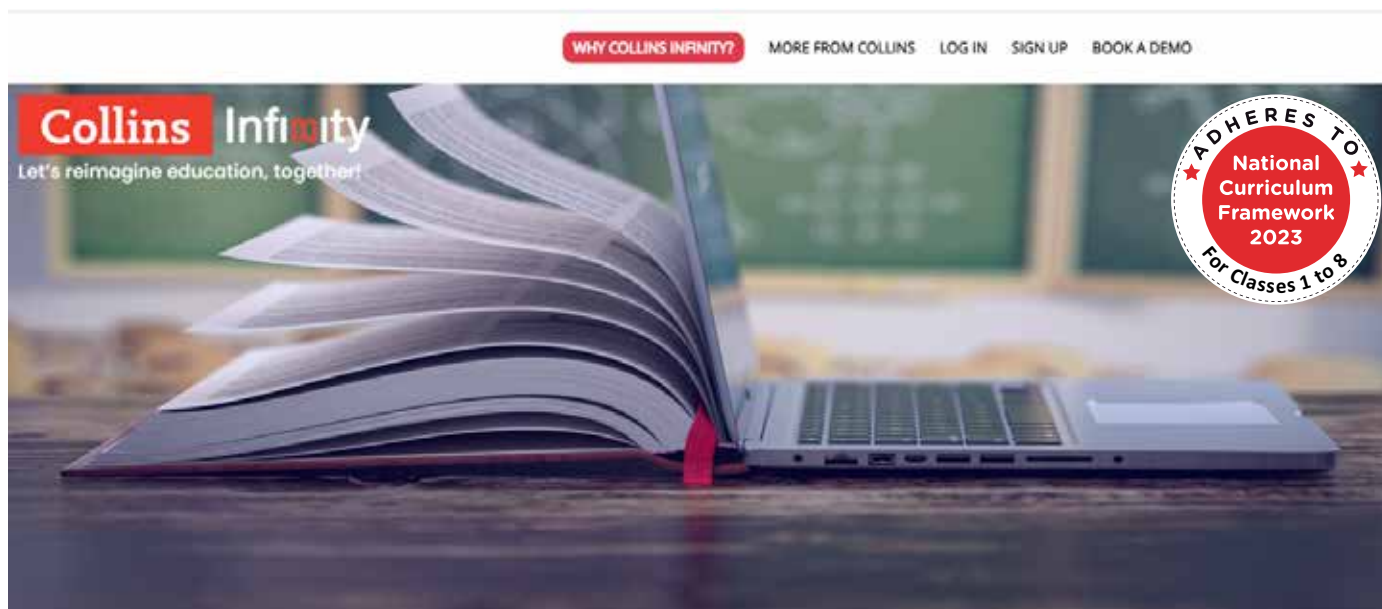 WHY COLLINS INFINITY? MORE FROM COLLINS LOG IN SIGN UP BOOK A DEMO
Collins Infinity
Let's reimagine education, together!
ADHERES TO
National
Curriculum
Framework
2023
For Classes 1 to 8